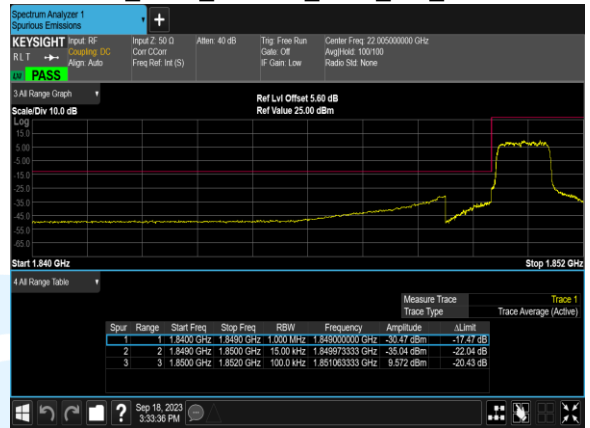 Spectrum Analyzer 1
Spurious Emissions
KEYSIGHT Input: RF Input Z: 50 Ω Atten: 40 dB Trig: Free Run Center Freq: 22.005000000 GHz
RLT Coupling: DC Corr CCorr Gate: Off Avg|Hold: 100/100
Align: Auto Freq Ref: Int (S) IF Gain: Low Radio Std: None
LW PASS
3 All Range Graph
Ref Lvl Offset 5.60 dB
Scale/Div 10.0 dB Ref Value 25.00 dBm
Log
15.0
5.00
-5.00
-15.0
-25.0
-35.0
-45.0
-55.0
-65.0
Start 1.840 GHz Stop 1.852 GHz
4 All Range Table
Measure Trace Trace 1
Trace Type Trace Average (Active)
Spur Range Start Freq Stop Freq RBW Frequency Amplitude ΔLimit
1 1 1.8400 GHz 1.8490 GHz 1.000 MHz 1.849000000 GHz -30.47 dBm -17.47 dB
2 2 1.8490 GHz 1.8500 GHz 15.00 kHz 1.849973333 GHz -35.04 dBm -22.04 dB
3 3 1.8500 GHz 1.8520 GHz 100.0 kHz 1.851063333 GHz 9.572 dBm -20.43 dB
? Sep 18, 2023
3:33:36 PM